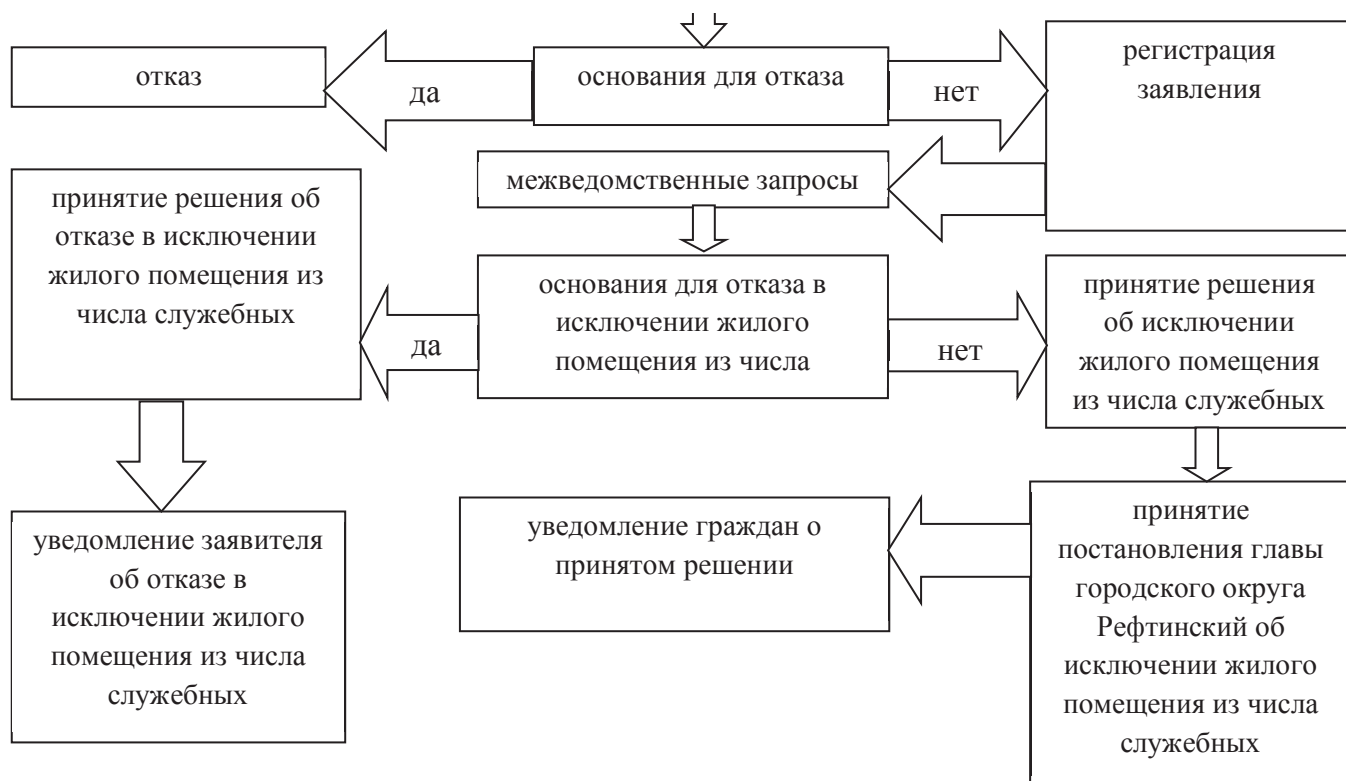 отказ
да
основания для отказа
нет
регистрация
заявления
межведомственные запросы
принятие решения об
отказе в исключении
жилого помещения из
числа служебных
да
основания для отказа в
исключении жилого
помещения из числа
нет
принятие решения
об исключении
жилого помещения
из числа служебных
уведомление заявителя
об отказе в
исключении жилого
помещения из числа
служебных
уведомление граждан о
принятом решении
принятие
постановления главы
городского округа
Рефтинский об
исключении жилого
помещения из числа
служебных